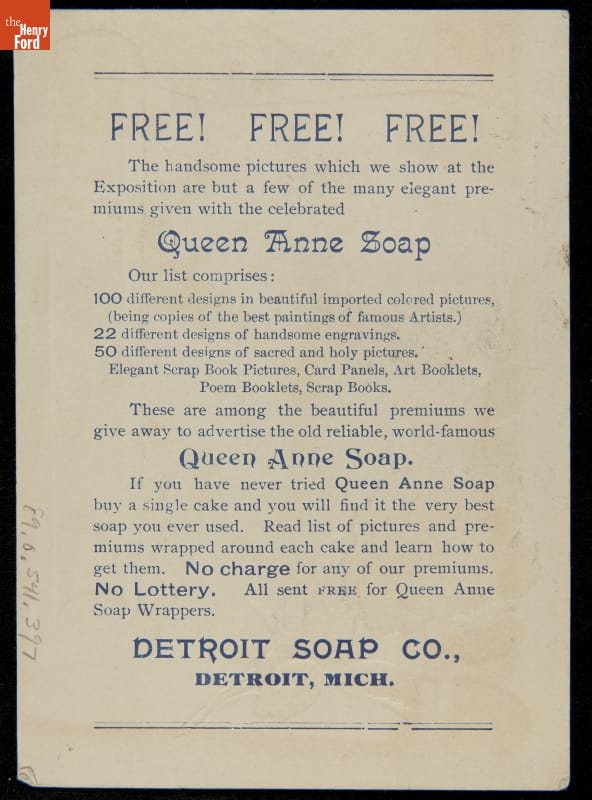 the
Henry
Ford
FREE! FREE! FREE!
The handsome pictures which we show at the
Exposition are but a few of the many elegant pre-
miums given with the celebrated
Queen Anne Soap
Our list comprises:
100 different designs in beautiful imported colored pictures,
(being copies of the best paintings of famous Artists.)
22 different designs of handsome engravings.
50 different designs of sacred and holy pictures.
Elegant Scrap Book Pictures, Card Panels, Art Booklets,
Poem Booklets, Scrap Books.
These are among the beautiful premiums we
give away to advertise the old reliable, world-famous
Queen Anne Soap.
If you have never tried Queen Anne Soap
buy a single cake and you will find it the very best
soap you ever used. Read list of pictures and pre-
miums wrapped around each cake and learn how to
get them. No charge for any of our premiums.
No Lottery. All sent FREE for Queen Anne
Soap Wrappers.
DETROIT SOAP CO.,
DETROIT, MICH.
89.0.541.397